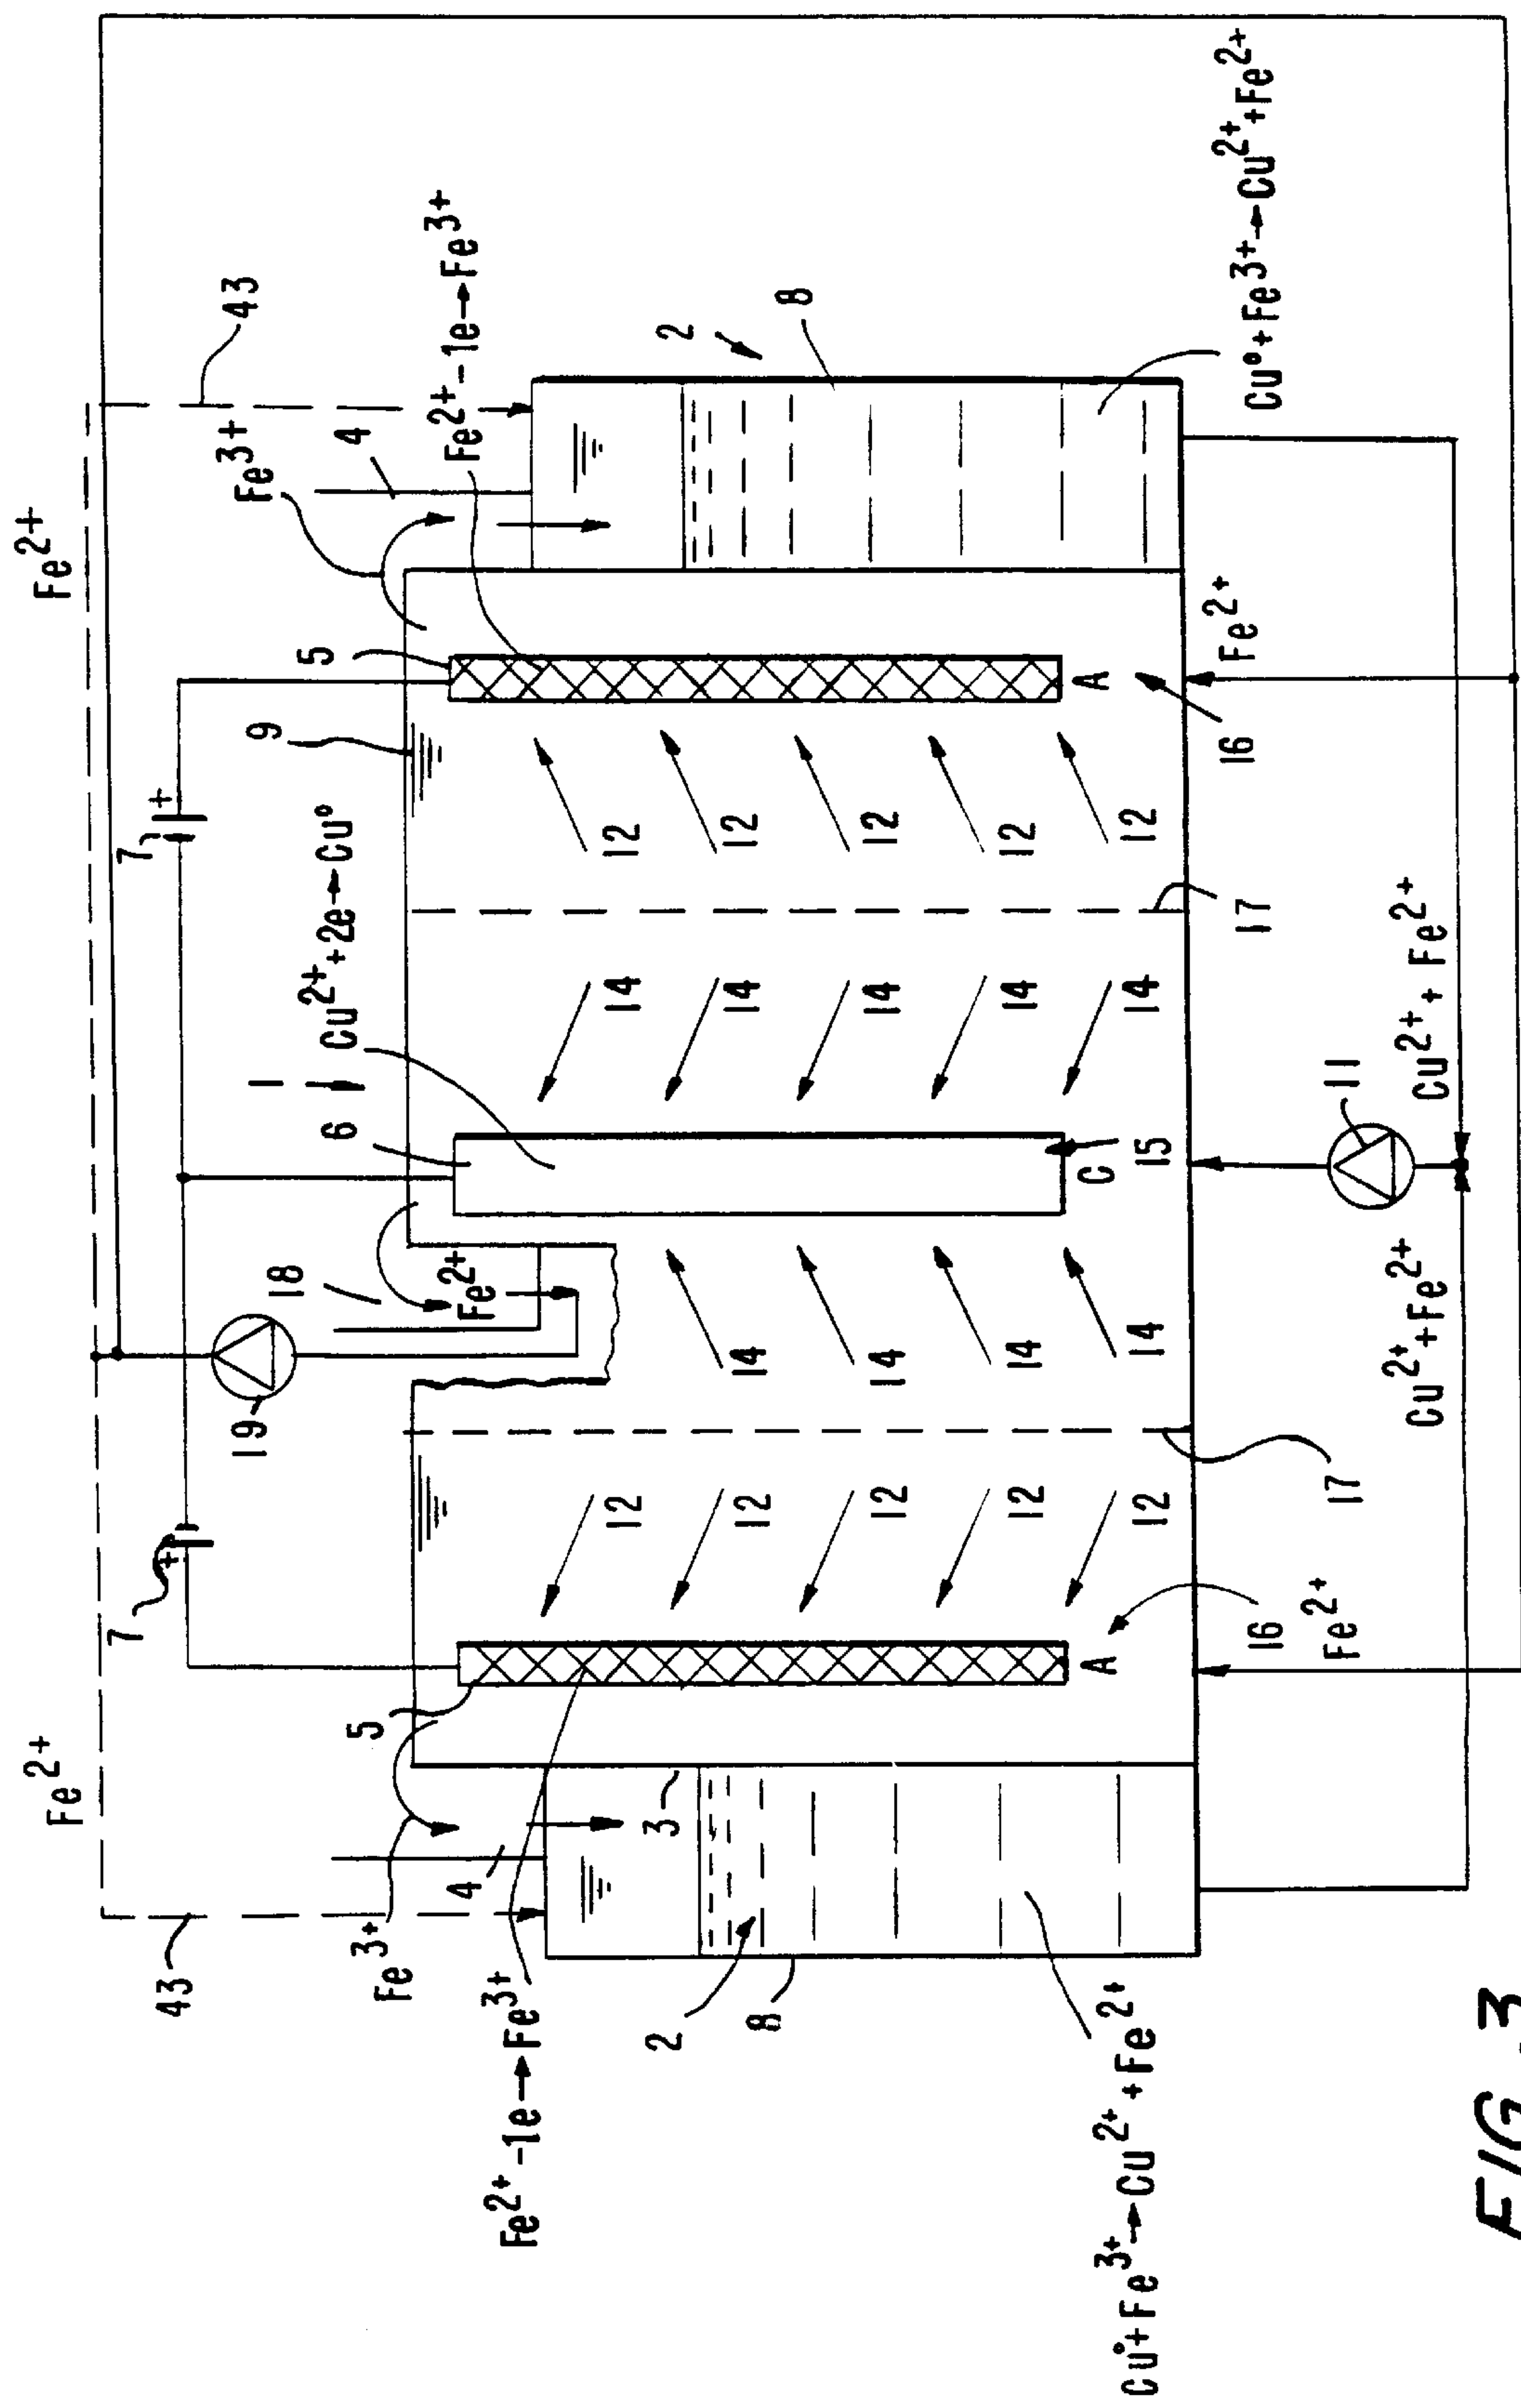 Fe2+
Fe2+
43
43
7
7
19
18
1
9
6
5
5
4
4
Fe3+
Fe3+
Cu2+ +2e→Cu°
Fe2+ -1e→Fe3+
Fe2+ -1e→Fe3+
Fe2+
2
2
3
8
8
12
12
12
12
12
12
12
12
12
12
14
14
14
14
14
14
14
14
14
A
C
A
15
16
16
Fe2+
Fe2+
17
17
11
Cu°+Fe3+→Cu2+ +Fe2+
Cu°+Fe3+→Cu2+ +Fe2+
Cu2+ +Fe2+
Cu2+ +Fe2+
+
+
FIG.3